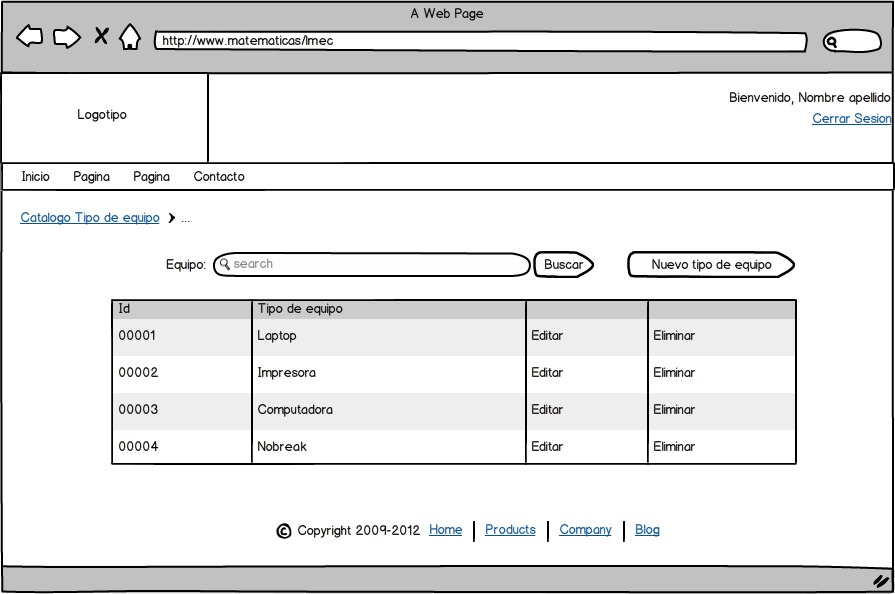 A Web Page
http://www.matematicas/lmec
Bienvenido, Nombre apellido
Logotipo
Cerrar Sesion
Inicio Pagina Pagina Contacto
Catalogo Tipo de equipo > ...
Equipo: search Buscar Nuevo tipo de equipo
Id Tipo de equipo
00001 Laptop Editar Eliminar
00002 Impresora Editar Eliminar
00003 Computadora Editar Eliminar
00004 Nobreak Editar Eliminar
© Copyright 2009-2012 Home | Products | Company | Blog